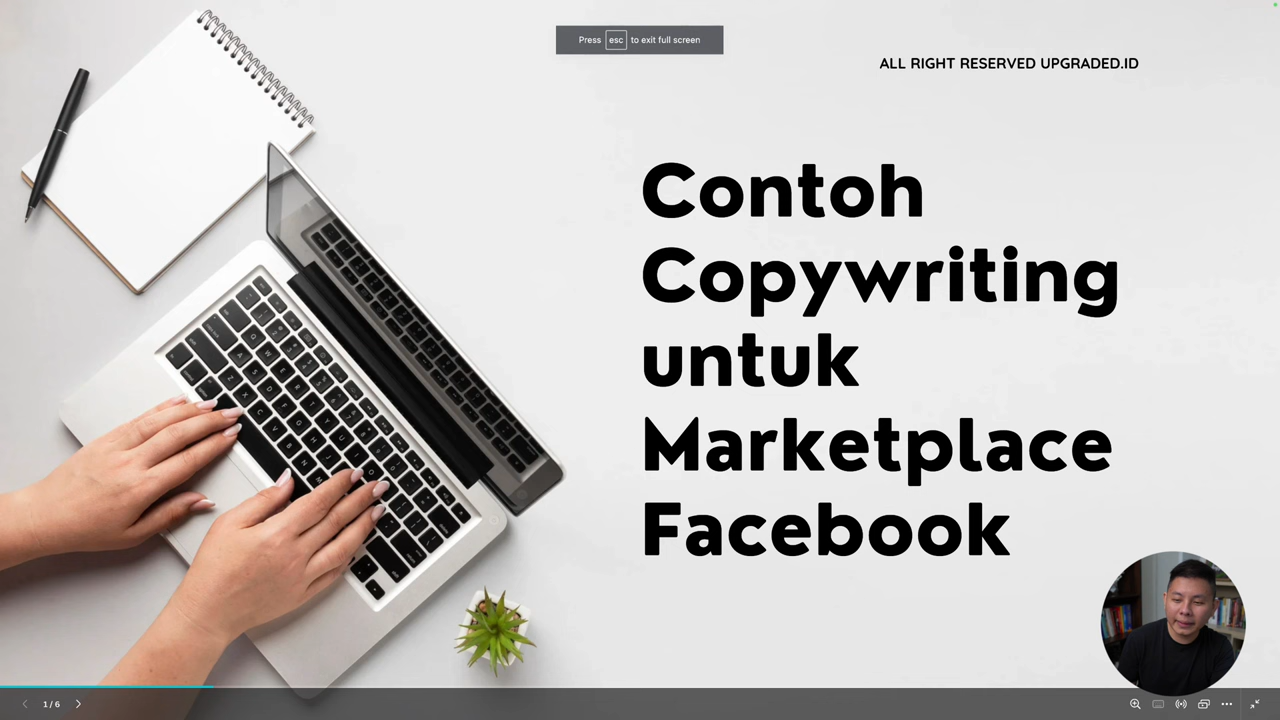 Press esc to exit full screen
ALL RIGHT RESERVED UPGRADED.ID
Contoh
Copywriting
untuk
Marketplace
Facebook
1 / 6